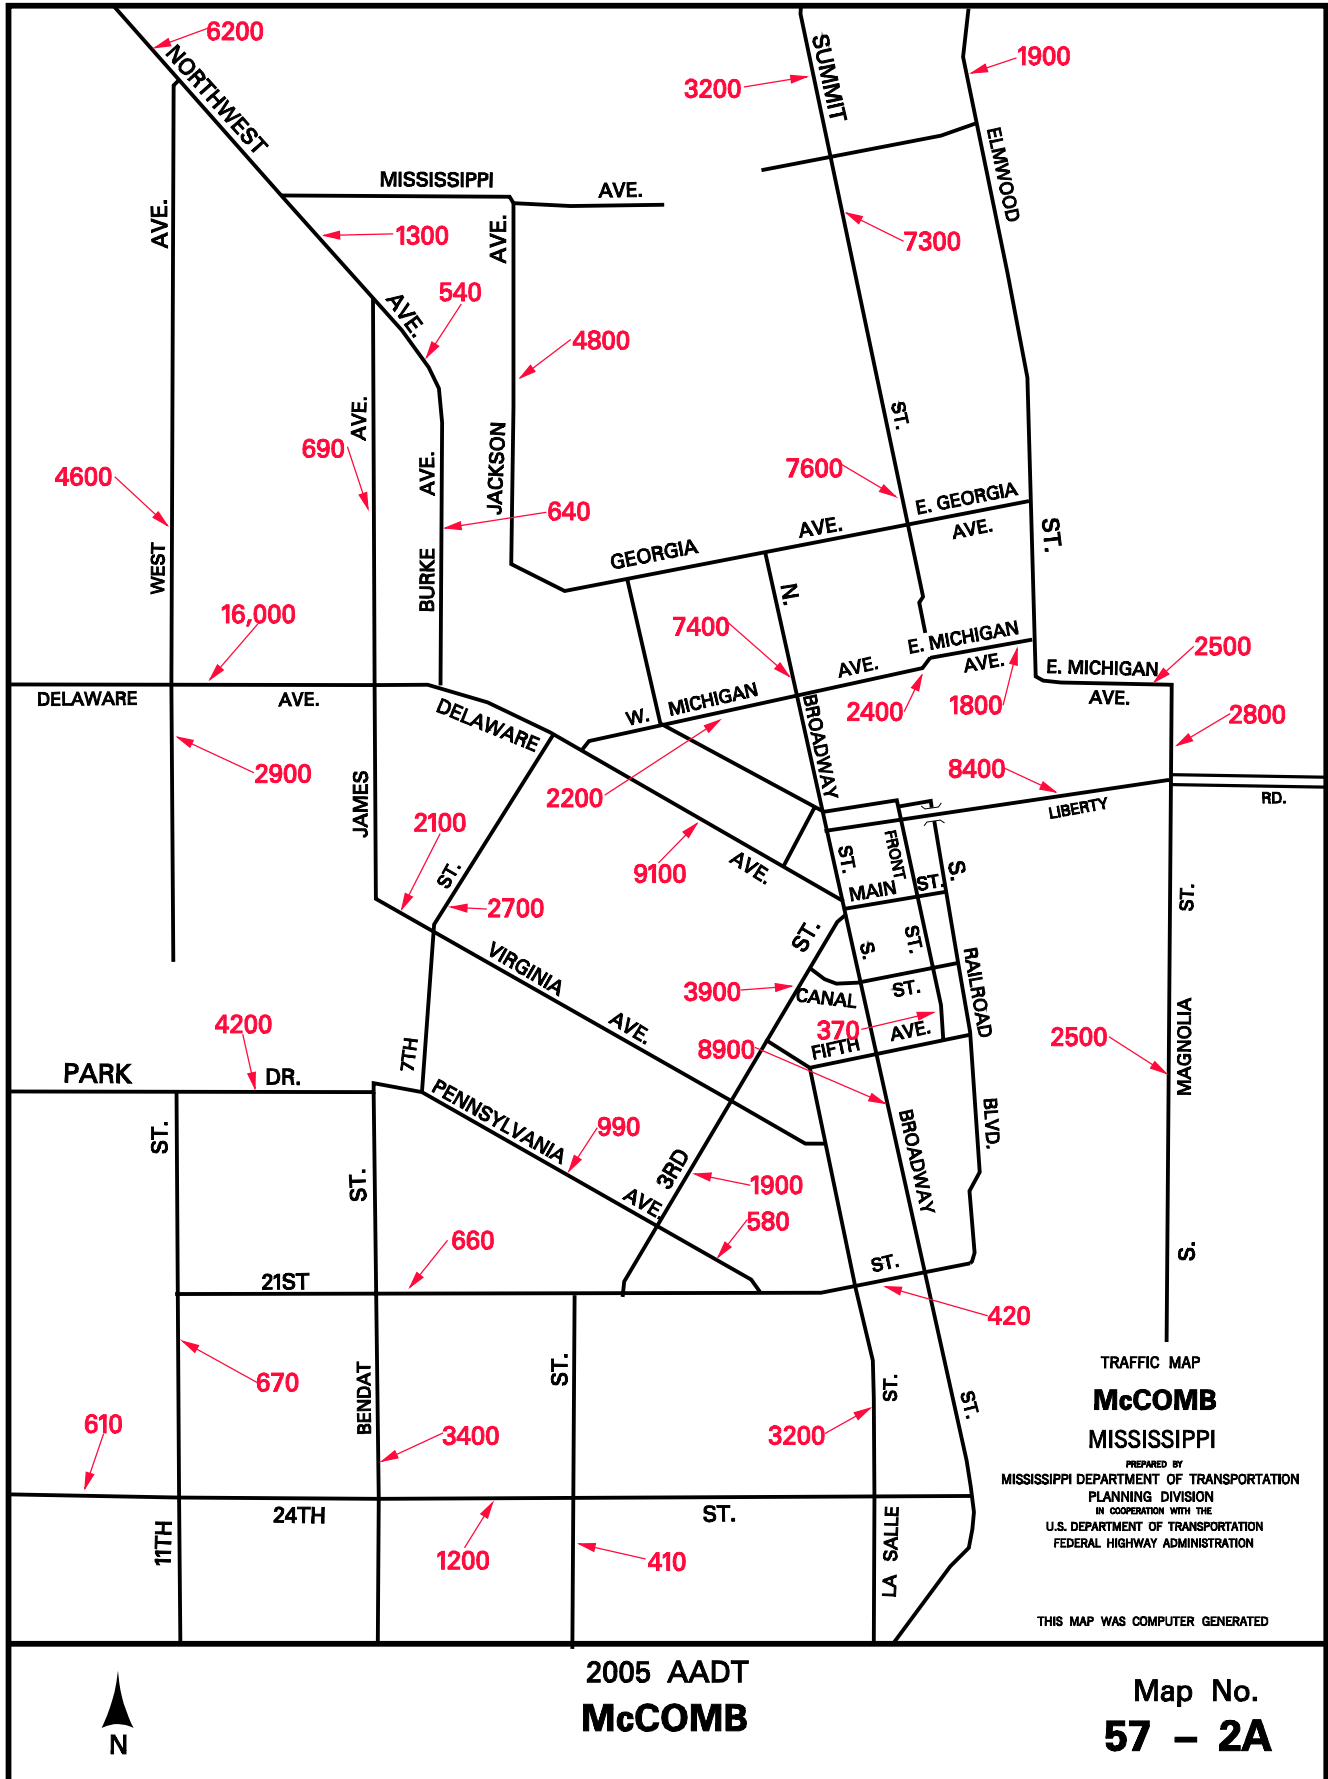 6200
NORTHWEST
AVE.
SUMMIT
3200
1900
ELMWOOD
MISSISSIPPI AVE.
AVE.
1300
AVE.
7300
540
4800
ST.
AVE.
690
4600
AVE.
JACKSON
7600
E. GEORGIA
AVE.
640
GEORGIA AVE.
ST.
WEST
BURKE
N.
16,000
7400
E. MICHIGAN
AVE.
2500
E. MICHIGAN
AVE.
DELAWARE AVE.
DELAWARE
W. MICHIGAN AVE.
2400
1800
2800
BROADWAY
2900
JAMES
2200
8400
LIBERTY
RD.
2100
ST.
9100
AVE.
ST.
FRONT
MAIN ST.
S.
ST.
2700
VIRGINIA
AVE.
ST.
S.
ST.
3900
CANAL ST.
RAILROAD
4200
370
FIFTH AVE.
8900
2500
MAGNOLIA
PARK DR.
7TH
PENNSYLVANIA
AVE.
990
BLVD.
BROADWAY
ST.
ST.
3RD
1900
580
660
21ST
ST.
S.
420
670
BENDAT
ST.
ST.
ST.
610
3400
3200
24TH
ST.
11TH
1200
410
LA SALLE
TRAFFIC MAP
McCOMB
MISSISSIPPI
PREPARED BY
MISSISSIPPI DEPARTMENT OF TRANSPORTATION
PLANNING DIVISION
IN COOPERATION WITH THE
U.S. DEPARTMENT OF TRANSPORTATION
FEDERAL HIGHWAY ADMINISTRATION
THIS MAP WAS COMPUTER GENERATED
N
2005 AADT
McCOMB
Map No.
57 – 2A